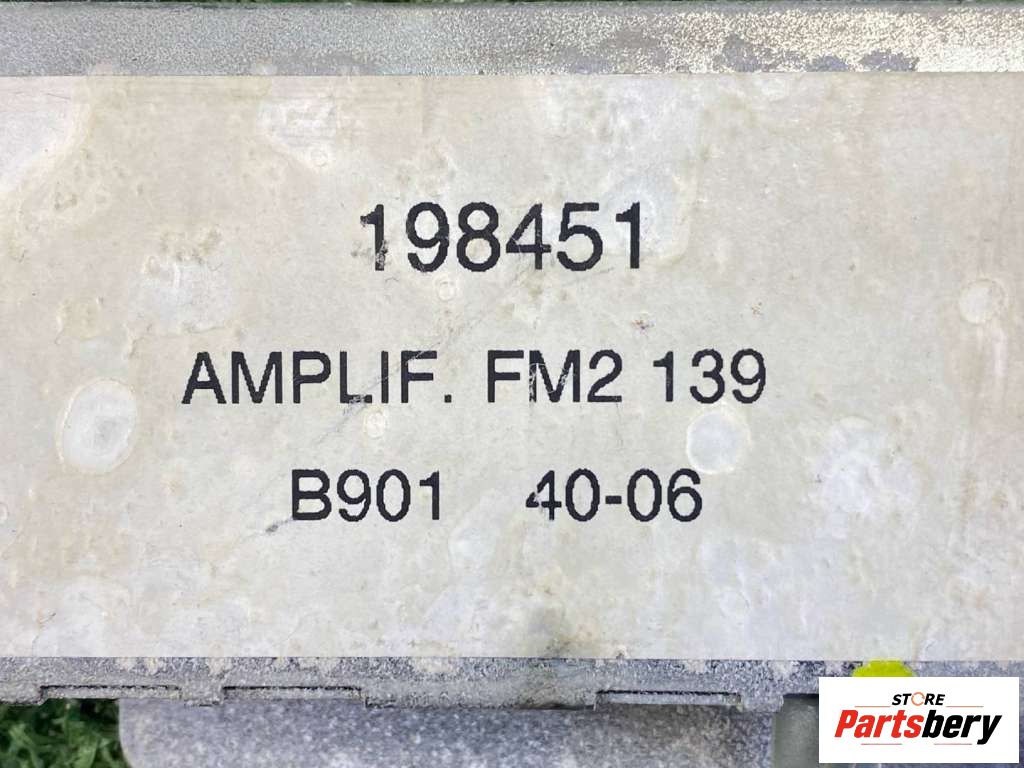 198451
AMPLIF. FM2 139
B901 40-06
STORE
Partsbery